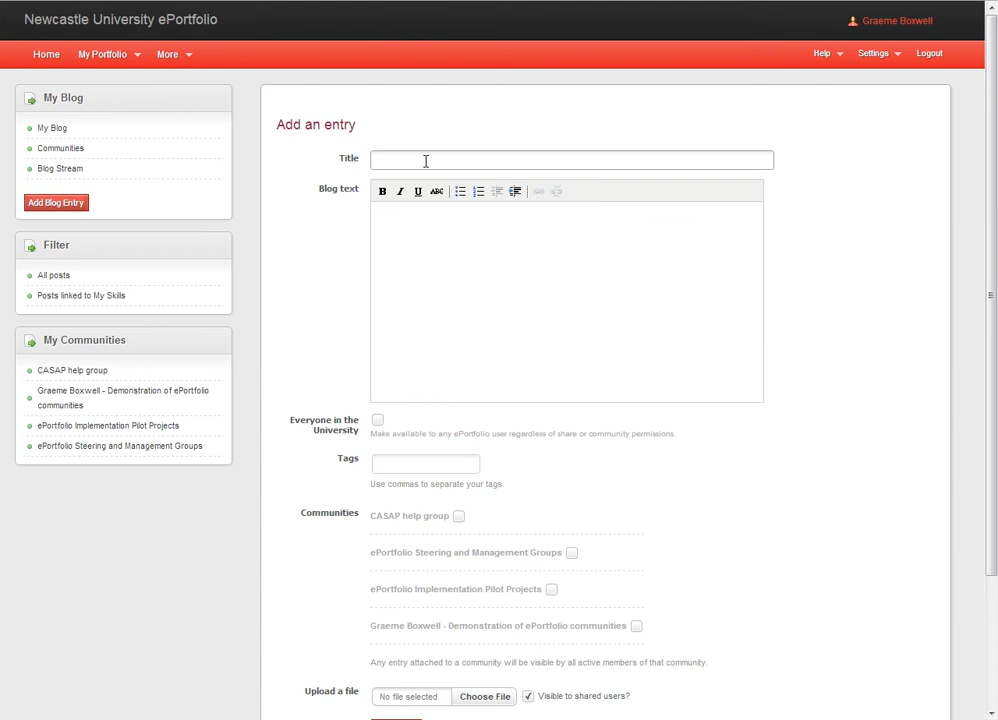 Newcastle University ePortfolio
Graeme Boxwell
Home My Portfolio More Help Settings Logout
My Blog
My Blog
Communities
Blog Stream
Add Blog Entry
Filter
All posts
Posts linked to My Skills
My Communities
CASAP help group
Graeme Boxwell - Demonstration of ePortfolio
communities
ePortfolio Implementation Pilot Projects
ePortfolio Steering and Management Groups
Add an entry
Title
Blog text
B I U ABC
Everyone in the
University
Make available to any ePortfolio user regardless of share or community permissions.
Tags
Use commas to separate your tags.
Communities
CASAP help group
ePortfolio Steering and Management Groups
ePortfolio Implementation Pilot Projects
Graeme Boxwell - Demonstration of ePortfolio communities
Any entry attached to a community will be visible by all active members of that community.
Upload a file
No file selected Choose File Visible to shared users?